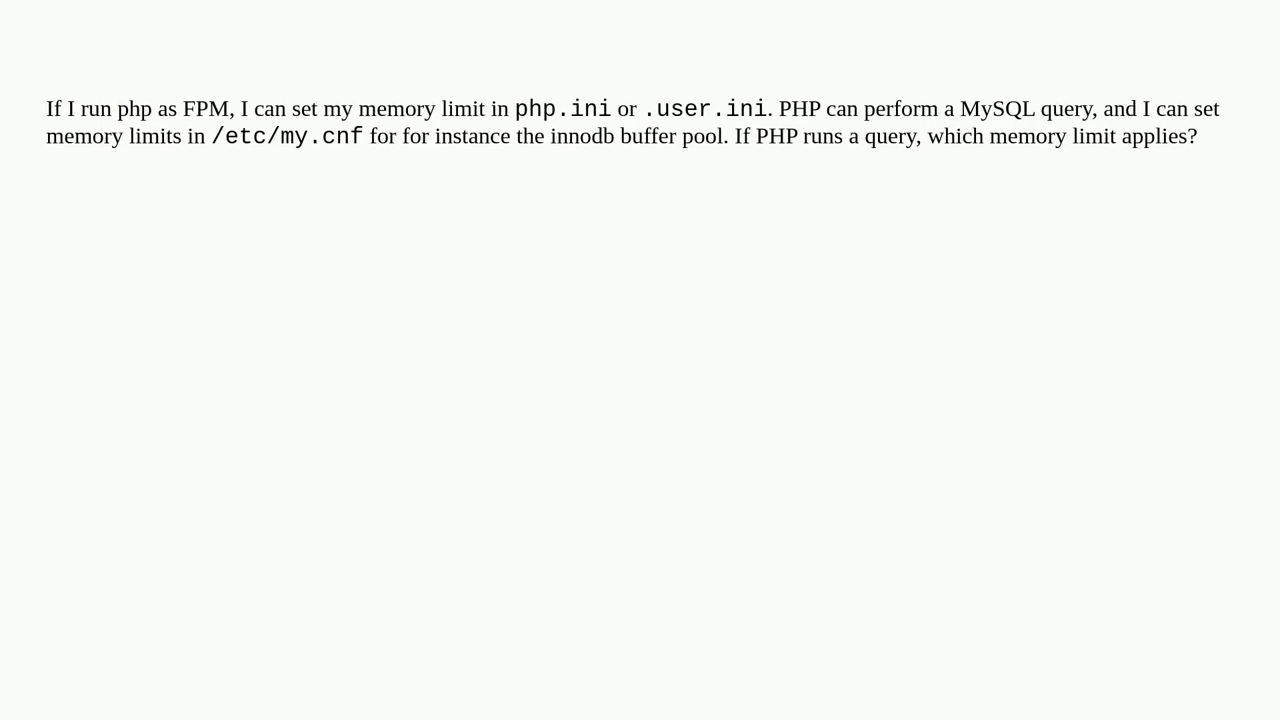 If I run php as FPM, I can set my memory limit in php.ini or .user.ini. PHP can perform a MySQL query, and I can set
memory limits in /etc/my.cnf for for instance the innodb buffer pool. If PHP runs a query, which memory limit applies?